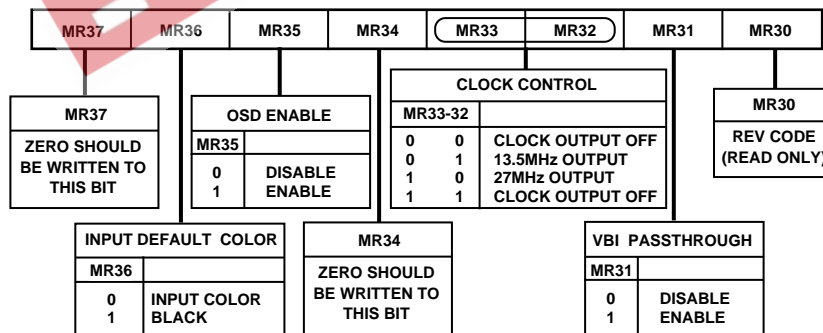 MR37 MR36 MR35 MR34 MR33 MR32 MR31 MR30
MR37
ZERO SHOULD
BE WRITTEN TO
THIS BIT
OSD ENABLE
MR35
0 DISABLE
1 ENABLE
CLOCK CONTROL
MR33-32
0 0 CLOCK OUTPUT OFF
0 1 13.5MHz OUTPUT
1 0 27MHz OUTPUT
1 1 CLOCK OUTPUT OFF
MR30
REV CODE
(READ ONLY)
INPUT DEFAULT COLOR
MR36
0 INPUT COLOR
1 BLACK
MR34
ZERO SHOULD
BE WRITTEN TO
THIS BIT
VBI PASSTHROUGH
MR31
0 DISABLE
1 ENABLE